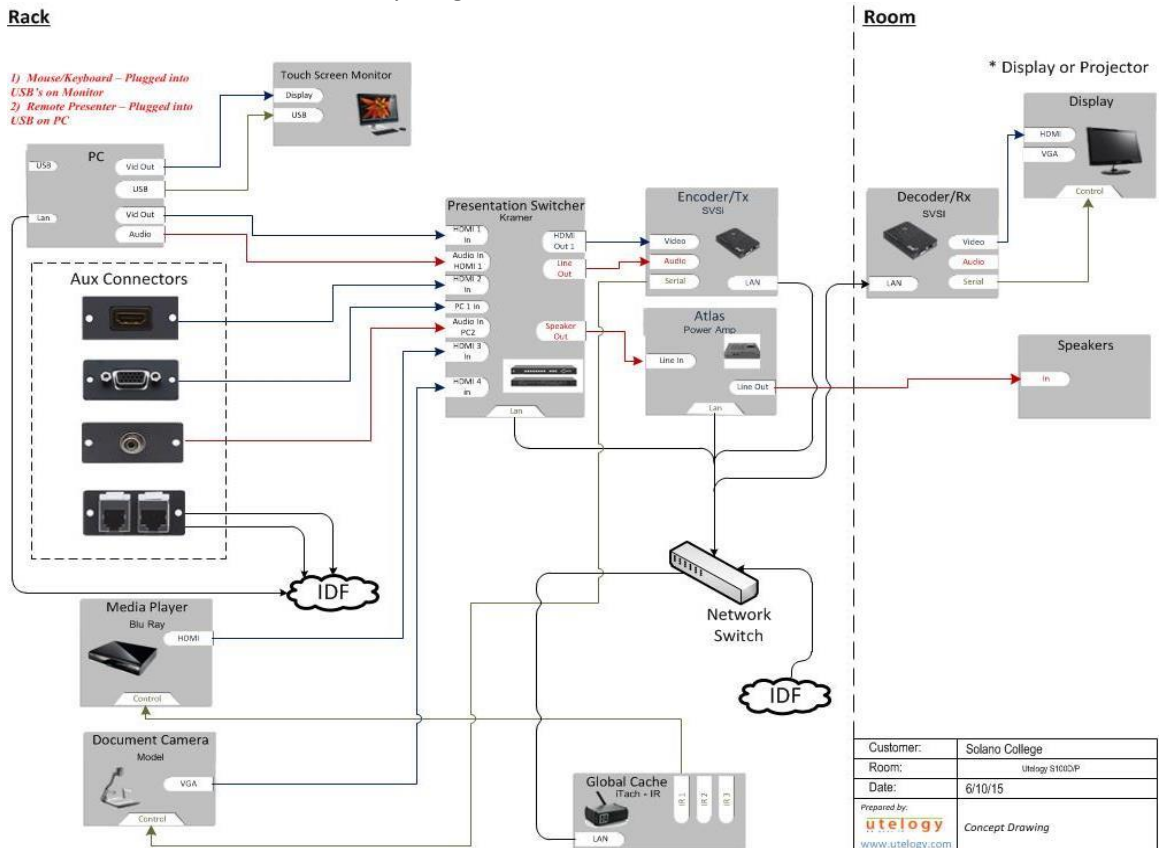 Rack
Room
1) Mouse/Keyboard – Plugged into
USB's on Monitor
2) Remote Presenter – Plugged into
USB on PC
Touch Screen Monitor
Display
USB
* Display or Projector
Display
HDMI
VGA
Control
PC
USB
Vid Out
USB
Lan
Vid Out
Audio
Presentation Switcher
Kramer
HDMI 1
In
Audio In
HDMI 1
HDMI 2
In
PC 1 in
Audio In
PC2
HDMI 3
In
HDMI 4
in
HDMI
Out 1
Line
Out
Speaker
Out
Lan
Encoder/Tx
SVSi
Video
Audio
Serial
LAN
Decoder/Rx
SVSI
Video
Audio
Serial
LAN
Atlas
Power Amp
Line In
Line Out
Lan
Speakers
In
Aux Connectors
IDF
Network
Switch
IDF
Media Player
Blu Ray
HDMI
Control
Document Camera
Model
VGA
Control
Global Cache
iTach - IR
IR 1
IR 2
IR 3
LAN
Customer: Solano College
Room: Utelogy S100D/P
Date: 6/10/15
Prepared by:
utelogy
www.utelogy.com
Concept Drawing